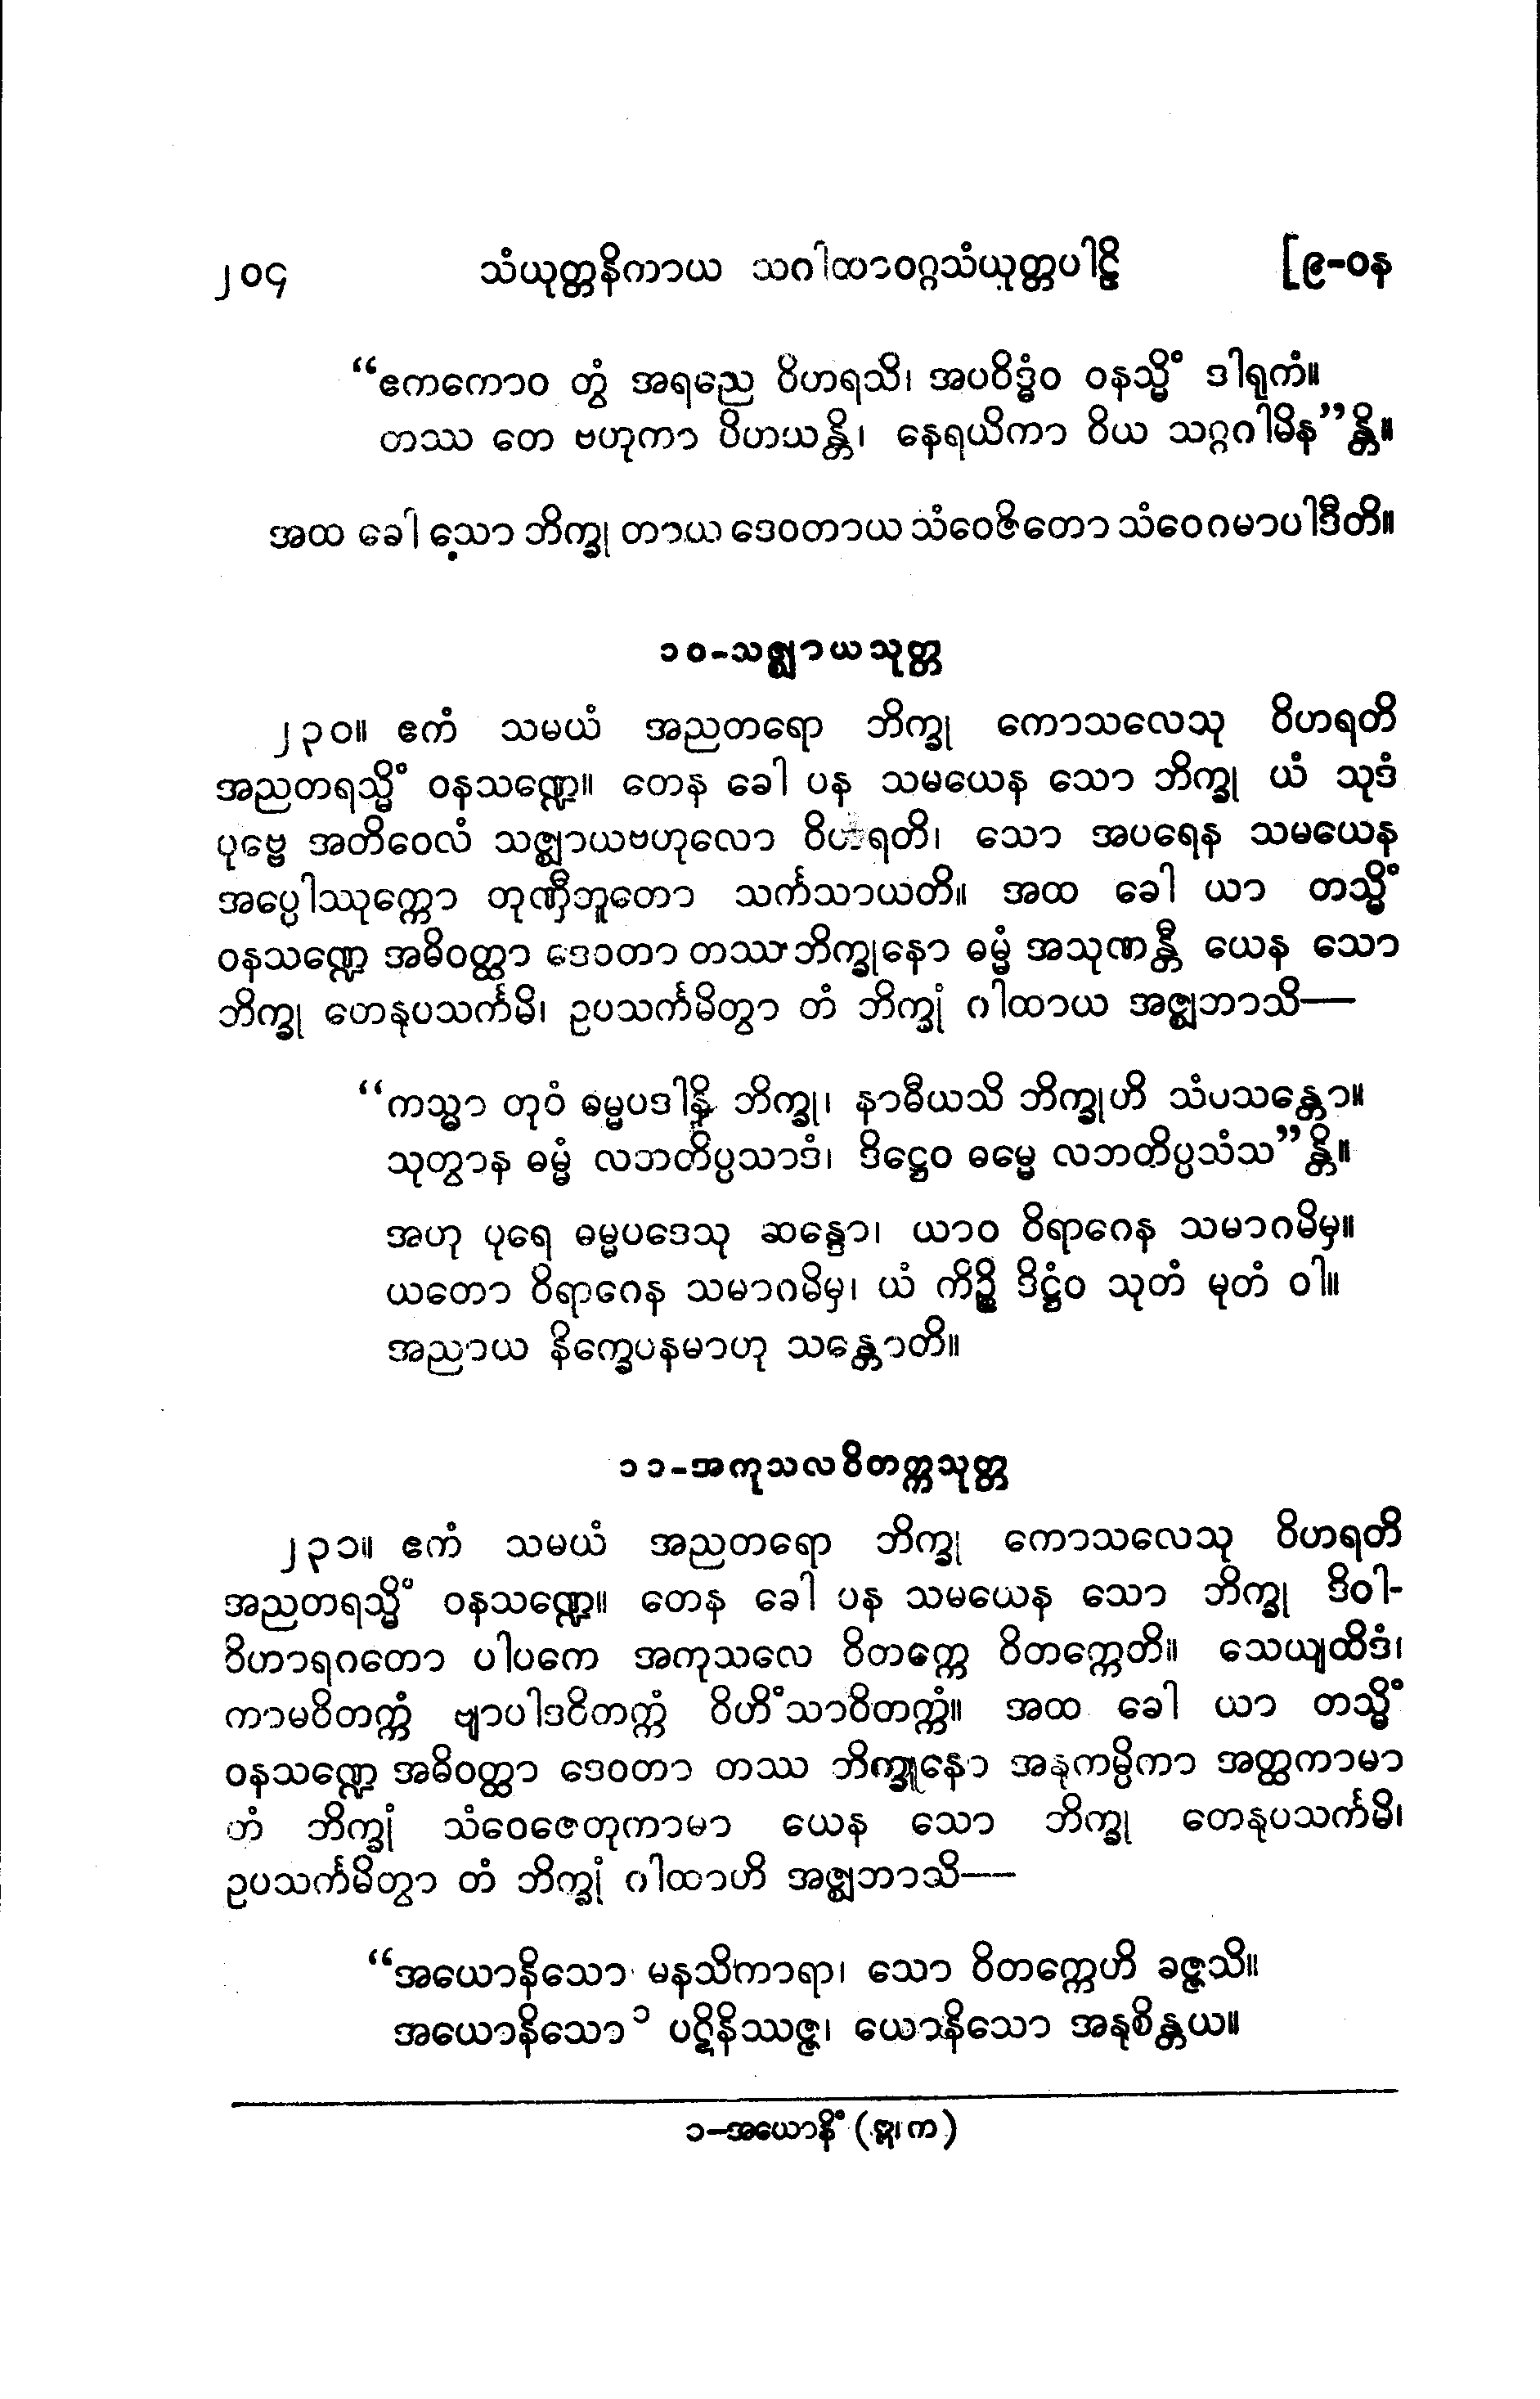 ၂၀၄ သံယုတ္တနိကာယ သဂါထာဝဂ္ဂသံယုတ္တပါဠိ [၉-ဝန
“ဧကကောဝ တွံ အရညေ ဝိဟရသိ၊ အပဝိဒ္ဓံဝ ဝနသ္မိံ ဒါရုကံ။
တဿ တေ ဗဟုကာ ပိဟယန္တိ၊ နေရယိကာ ဝိယ သဂ္ဂဂါမိန”န္တိ။
အထ ခေါ သော ဘိက္ခု တာယ ဒေဝတာယ သံဝေဇိတော သံဝေဂမာပါဒီတိ။
၁၀-သဇ္ဈာယသုတ္တ
၂၃၀။ ဧကံ သမယံ အညတရော ဘိက္ခု ကောသလေသု ဝိဟရတိ
အညတရသ္မိံ ဝနသဏ္ဍေ။ တေန ခေါ ပန သမယေန သော ဘိက္ခု ယံ သုဒံ
ပုဗ္ဗေ အတိဝေလံ သဇ္ဈာယဗဟုလော ဝိဟရတိ၊ သော အပရေန သမယေန
အပ္ပေါဿုက္ကော တုဏှီဘူတော သင်္ကသာယတိ။ အထ ခေါ ယာ တသ္မိံ
ဝနသဏ္ဍေ အဓိဝတ္ထာ ဒေဝတာ တဿ ဘိက္ခုနော ဓမ္မံ အသုဏန္တီ ယေန သော
ဘိက္ခု တေနုပသင်္ကမိ၊ ဥပသင်္ကမိတွာ တံ ဘိက္ခုံ ဂါထာယ အဇ္ဈဘာသိ—
“ကသ္မာ တုဝံ ဓမ္မပဒါနိ ဘိက္ခု၊ နာဓီယသိ ဘိက္ခုဟိ သံပသန္တော။
သုတွာန ဓမ္မံ လဘတိပ္ပသာဒံ၊ ဒိဋ္ဌေဝ ဓမ္မေ လဘတိပ္ပသံသ”န္တိ။
အဟု ပုရေ ဓမ္မပဒေသု ဆန္ဒော၊ ယာဝ ဝိရာဂေန သမာဂမိမှ။
ယတော ဝိရာဂေန သမာဂမိမှ၊ ယံ ကိဉ္စိ ဒိဋ္ဌံဝ သုတံ မုတံ ဝါ။
အညာယ နိက္ခေပနမာဟု သန္တောတိ။
၁၁-အကုသလဝိတက္ကသုတ္တ
၂၃၁။ ဧကံ သမယံ အညတရော ဘိက္ခု ကောသလေသု ဝိဟရတိ
အညတရသ္မိံ ဝနသဏ္ဍေ။ တေန ခေါ ပန သမယေန သော ဘိက္ခု ဒိဝါ-
ဝိဟာရဂတော ပါပကေ အကုသလေ ဝိတက္ကေ ဝိတက္ကေတိ။ သေယျထိဒံ၊
ကာမဝိတက္ကံ ဗျာပါဒဝိတက္ကံ ဝိဟိံသာဝိတက္ကံ။ အထ ခေါ ယာ တသ္မိံ
ဝနသဏ္ဍေ အဓိဝတ္ထာ ဒေဝတာ တဿ ဘိက္ခူနော အနုကမ္ပိကာ အတ္ထကာမာ
တံ ဘိက္ခုံ သံဝေဇေတုကာမာ ယေန သော ဘိက္ခု တေနုပသင်္ကမိ၊
ဥပသင်္ကမိတွာ တံ ဘိက္ခုံ ဂါထာဟိ အဇ္ဈဘာသိ—
“အယောနိသော မနသိကာရာ၊ သော ဝိတက္ကေဟိ ခဇ္ဇသိ။
အယောနိသော ၁ ပဋိနိဿဇ္ဇ၊ ယောနိသော အနုစိန္တယ။
၁-အယောနိံ (ဋ္ဌ၊ က)